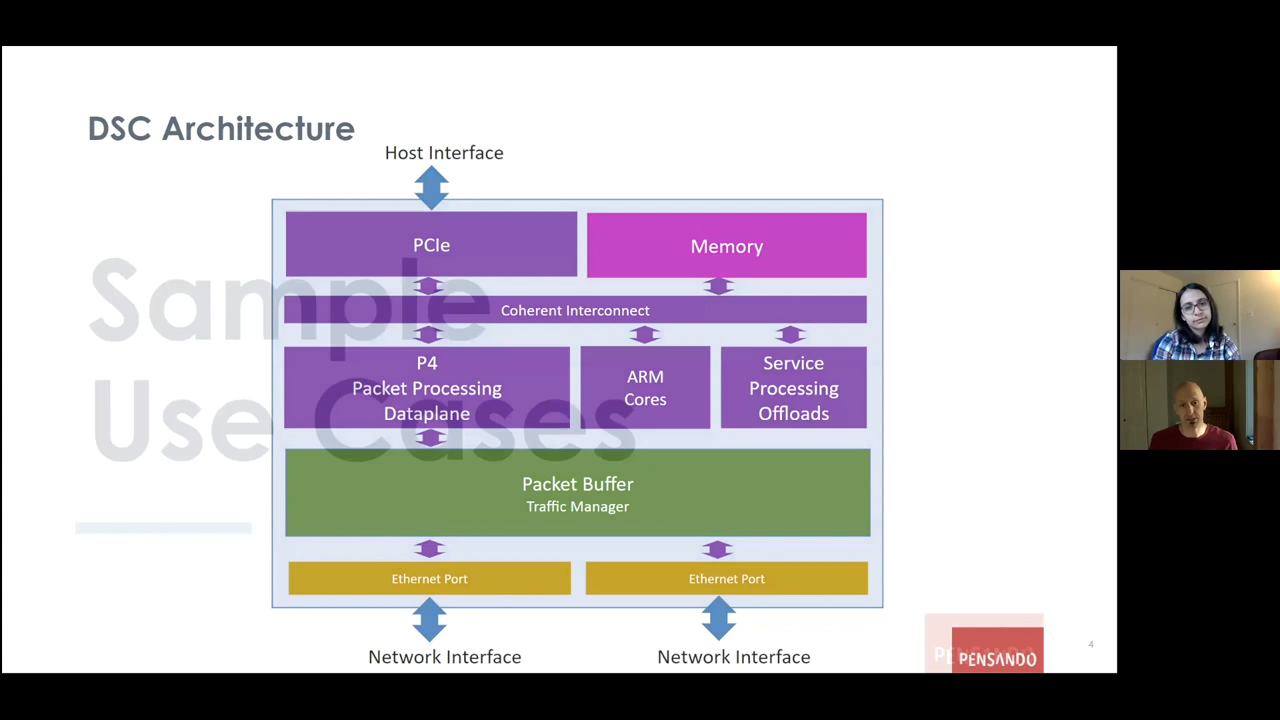 DSC Architecture
Host Interface
PCIe
Memory
Sample
Use Cases
Coherent Interconnect
P4
Packet Processing
Dataplane
ARM
Cores
Service
Processing
Offloads
Packet Buffer
Traffic Manager
Ethernet Port
Ethernet Port
Network Interface
Network Interface
PENSANDO
4